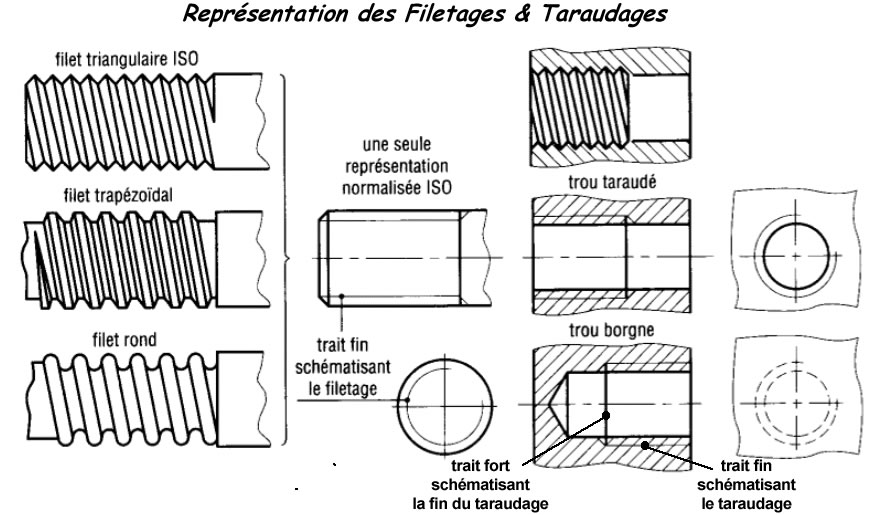 Représentation des Filetages & Taraudages
filet triangulaire ISO
filet trapézoïdal
filet rond
une seule
représentation
normalisée ISO
trait fin
schématisant
le filetage
trou taraudé
trou borgne
trait fort
schématisant
la fin du taraudage
trait fin
schématisant
le taraudage